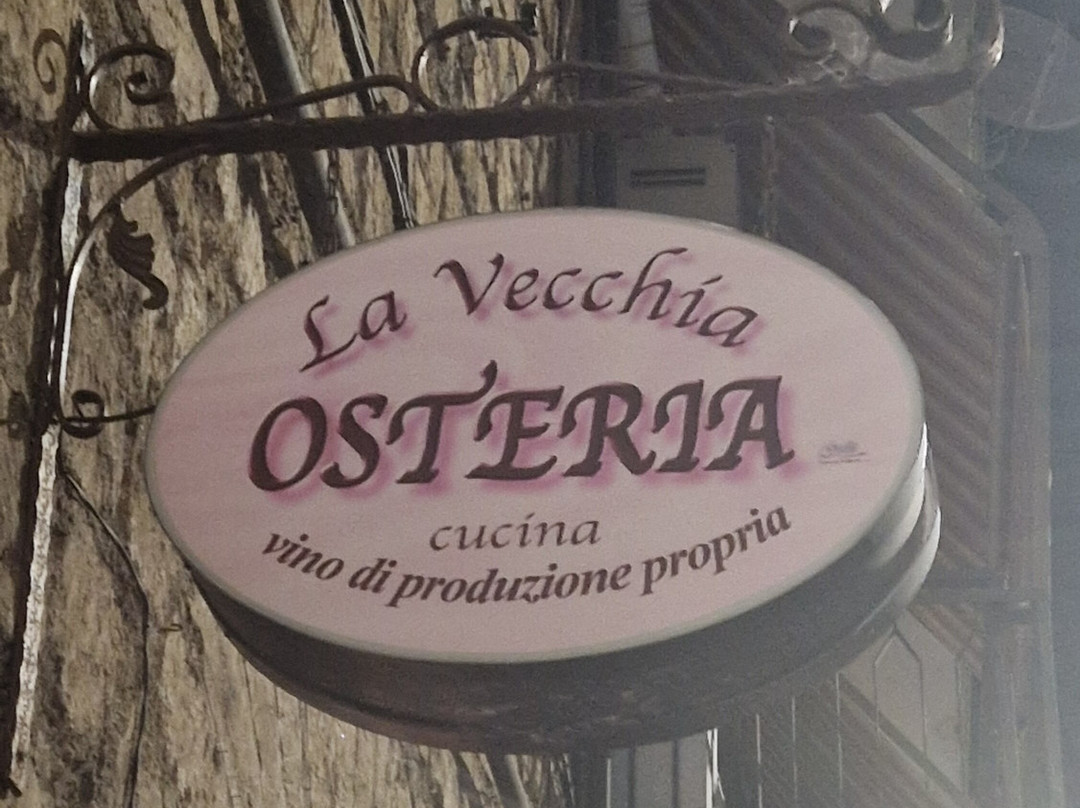 La Vecchia
OSTERIA
cucina
vino di produzione propria